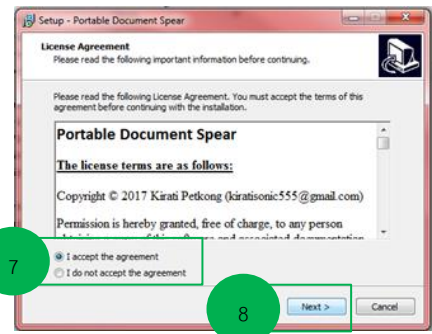 Setup - Portable Document Spear
License Agreement
Please read the following important information before continuing.
Please read the following License Agreement. You must accept the terms of this
agreement before continuing with the installation.
Portable Document Spear
The license terms are as follows:
Copyright © 2017 Kirati Petkong (kiratisonic555@gmail.com)
Permission is hereby granted, free of charge, to any person
7
I accept the agreement
I do not accept the agreement
8
Next >
Cancel